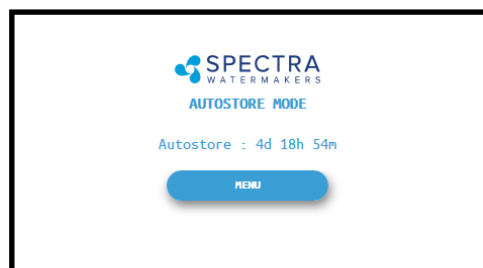 SPECTRA
WATERMAKERS
AUTOSTORE MODE
Autostore : 4d 18h 54m
MENU